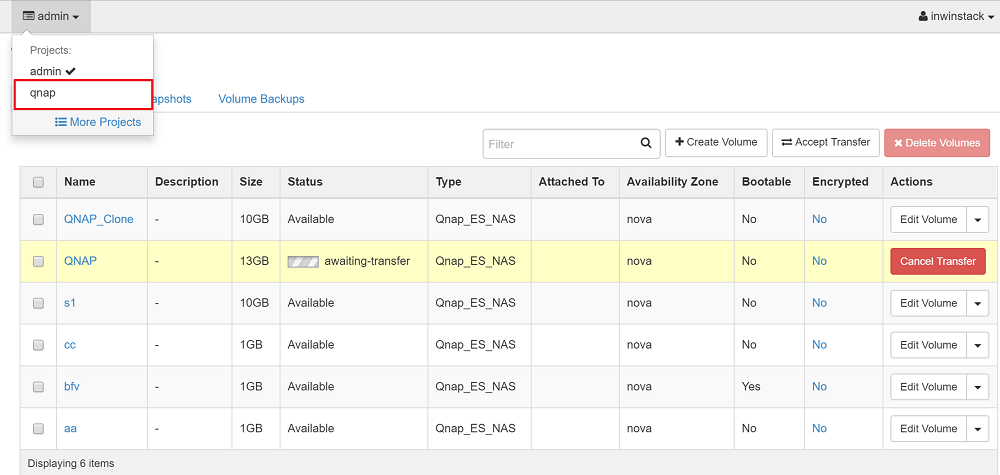 admin
inwinstack
Projects:
admin
qnap
More Projects
apshots
Volume Backups
Filter
Create Volume
Accept Transfer
Delete Volumes
Name Description Size Status Type Attached To Availability Zone Bootable Encrypted Actions
QNAP_Clone - 10GB Available Qnap_ES_NAS nova No No Edit Volume
QNAP - 13GB awaiting-transfer Qnap_ES_NAS nova No No Cancel Transfer
s1 - 10GB Available Qnap_ES_NAS nova No No Edit Volume
cc - 1GB Available Qnap_ES_NAS nova No No Edit Volume
bfv - 1GB Available Qnap_ES_NAS nova Yes No Edit Volume
aa - 1GB Available Qnap_ES_NAS nova No No Edit Volume
Displaying 6 items